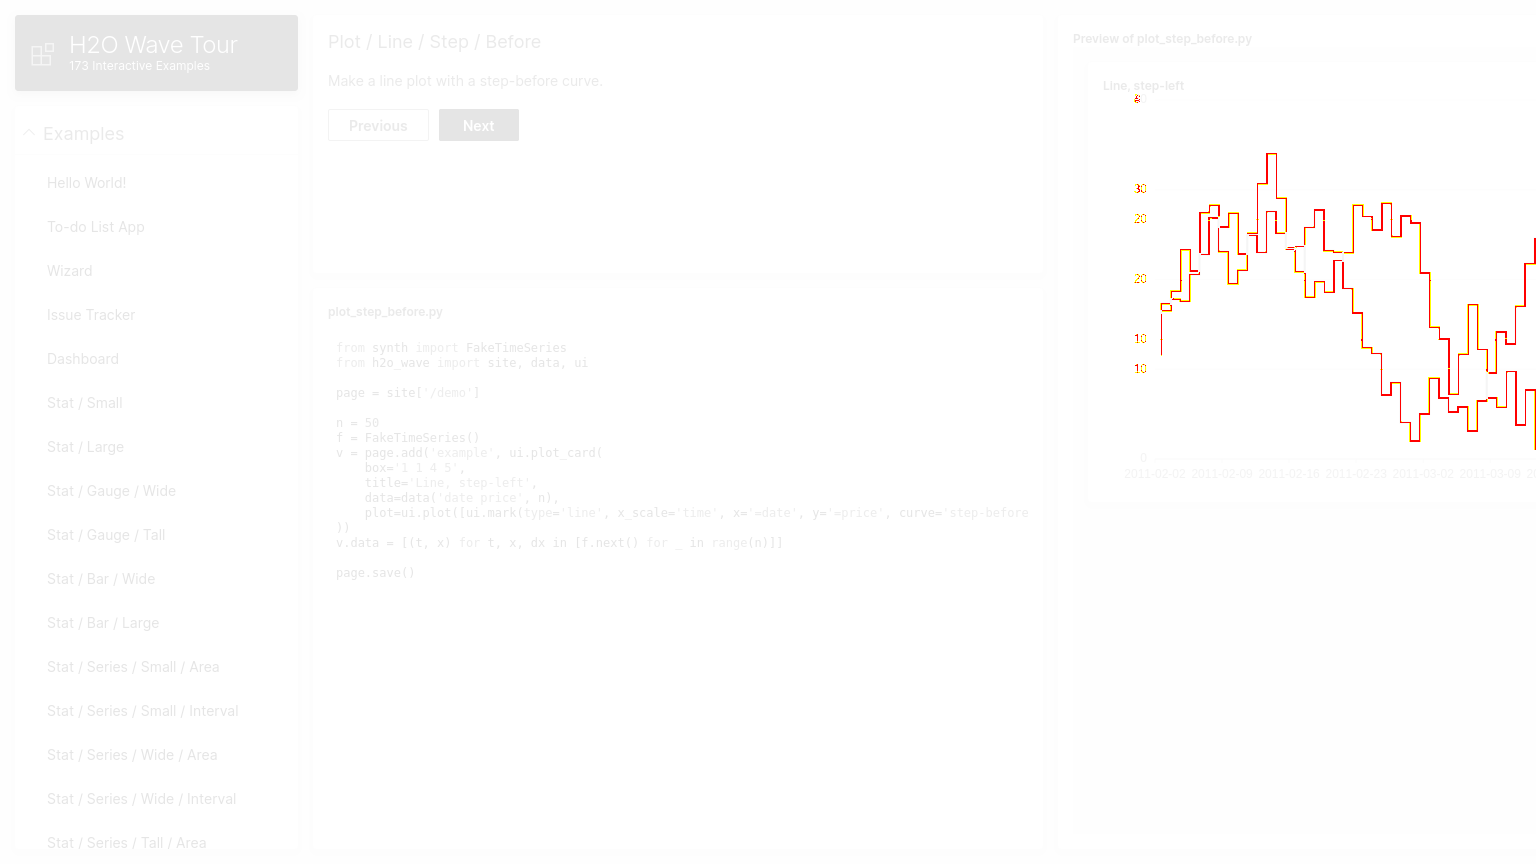 H2O Wave Tour
173 Interactive Examples
Examples
Hello World!
To-do List App
Wizard
Issue Tracker
Dashboard
Stat / Small
Stat / Large
Stat / Gauge / Wide
Stat / Gauge / Tall
Stat / Bar / Wide
Stat / Bar / Large
Stat / Series / Small / Area
Stat / Series / Small / Interval
Stat / Series / Wide / Area
Stat / Series / Wide / Interval
Stat / Series / Tall / Area
Plot / Line / Step / Before
Make a line plot with a step-before curve.
Previous
Next
plot_step_before.py
from synth import FakeTimeSeries
from h2o_wave import site, data, ui
page = site['/demo']
n = 50
f = FakeTimeSeries()
v = page.add('example', ui.plot_card(
box='1 1 4 5',
title='Line, step-left',
data=data('date price', n),
plot=ui.plot([ui.mark(type='line', x_scale='time', x='=date', y='=price', curve='step-before
))
v.data = [(t, x) for t, x, dx in [f.next() for _ in range(n)]]
page.save()
Preview of plot_step_before.py
Line, step-left
20
20
10
10
0
2011-02-02 2011-02-09 2011-02-16 2011-02-23 2011-03-02 2011-03-09